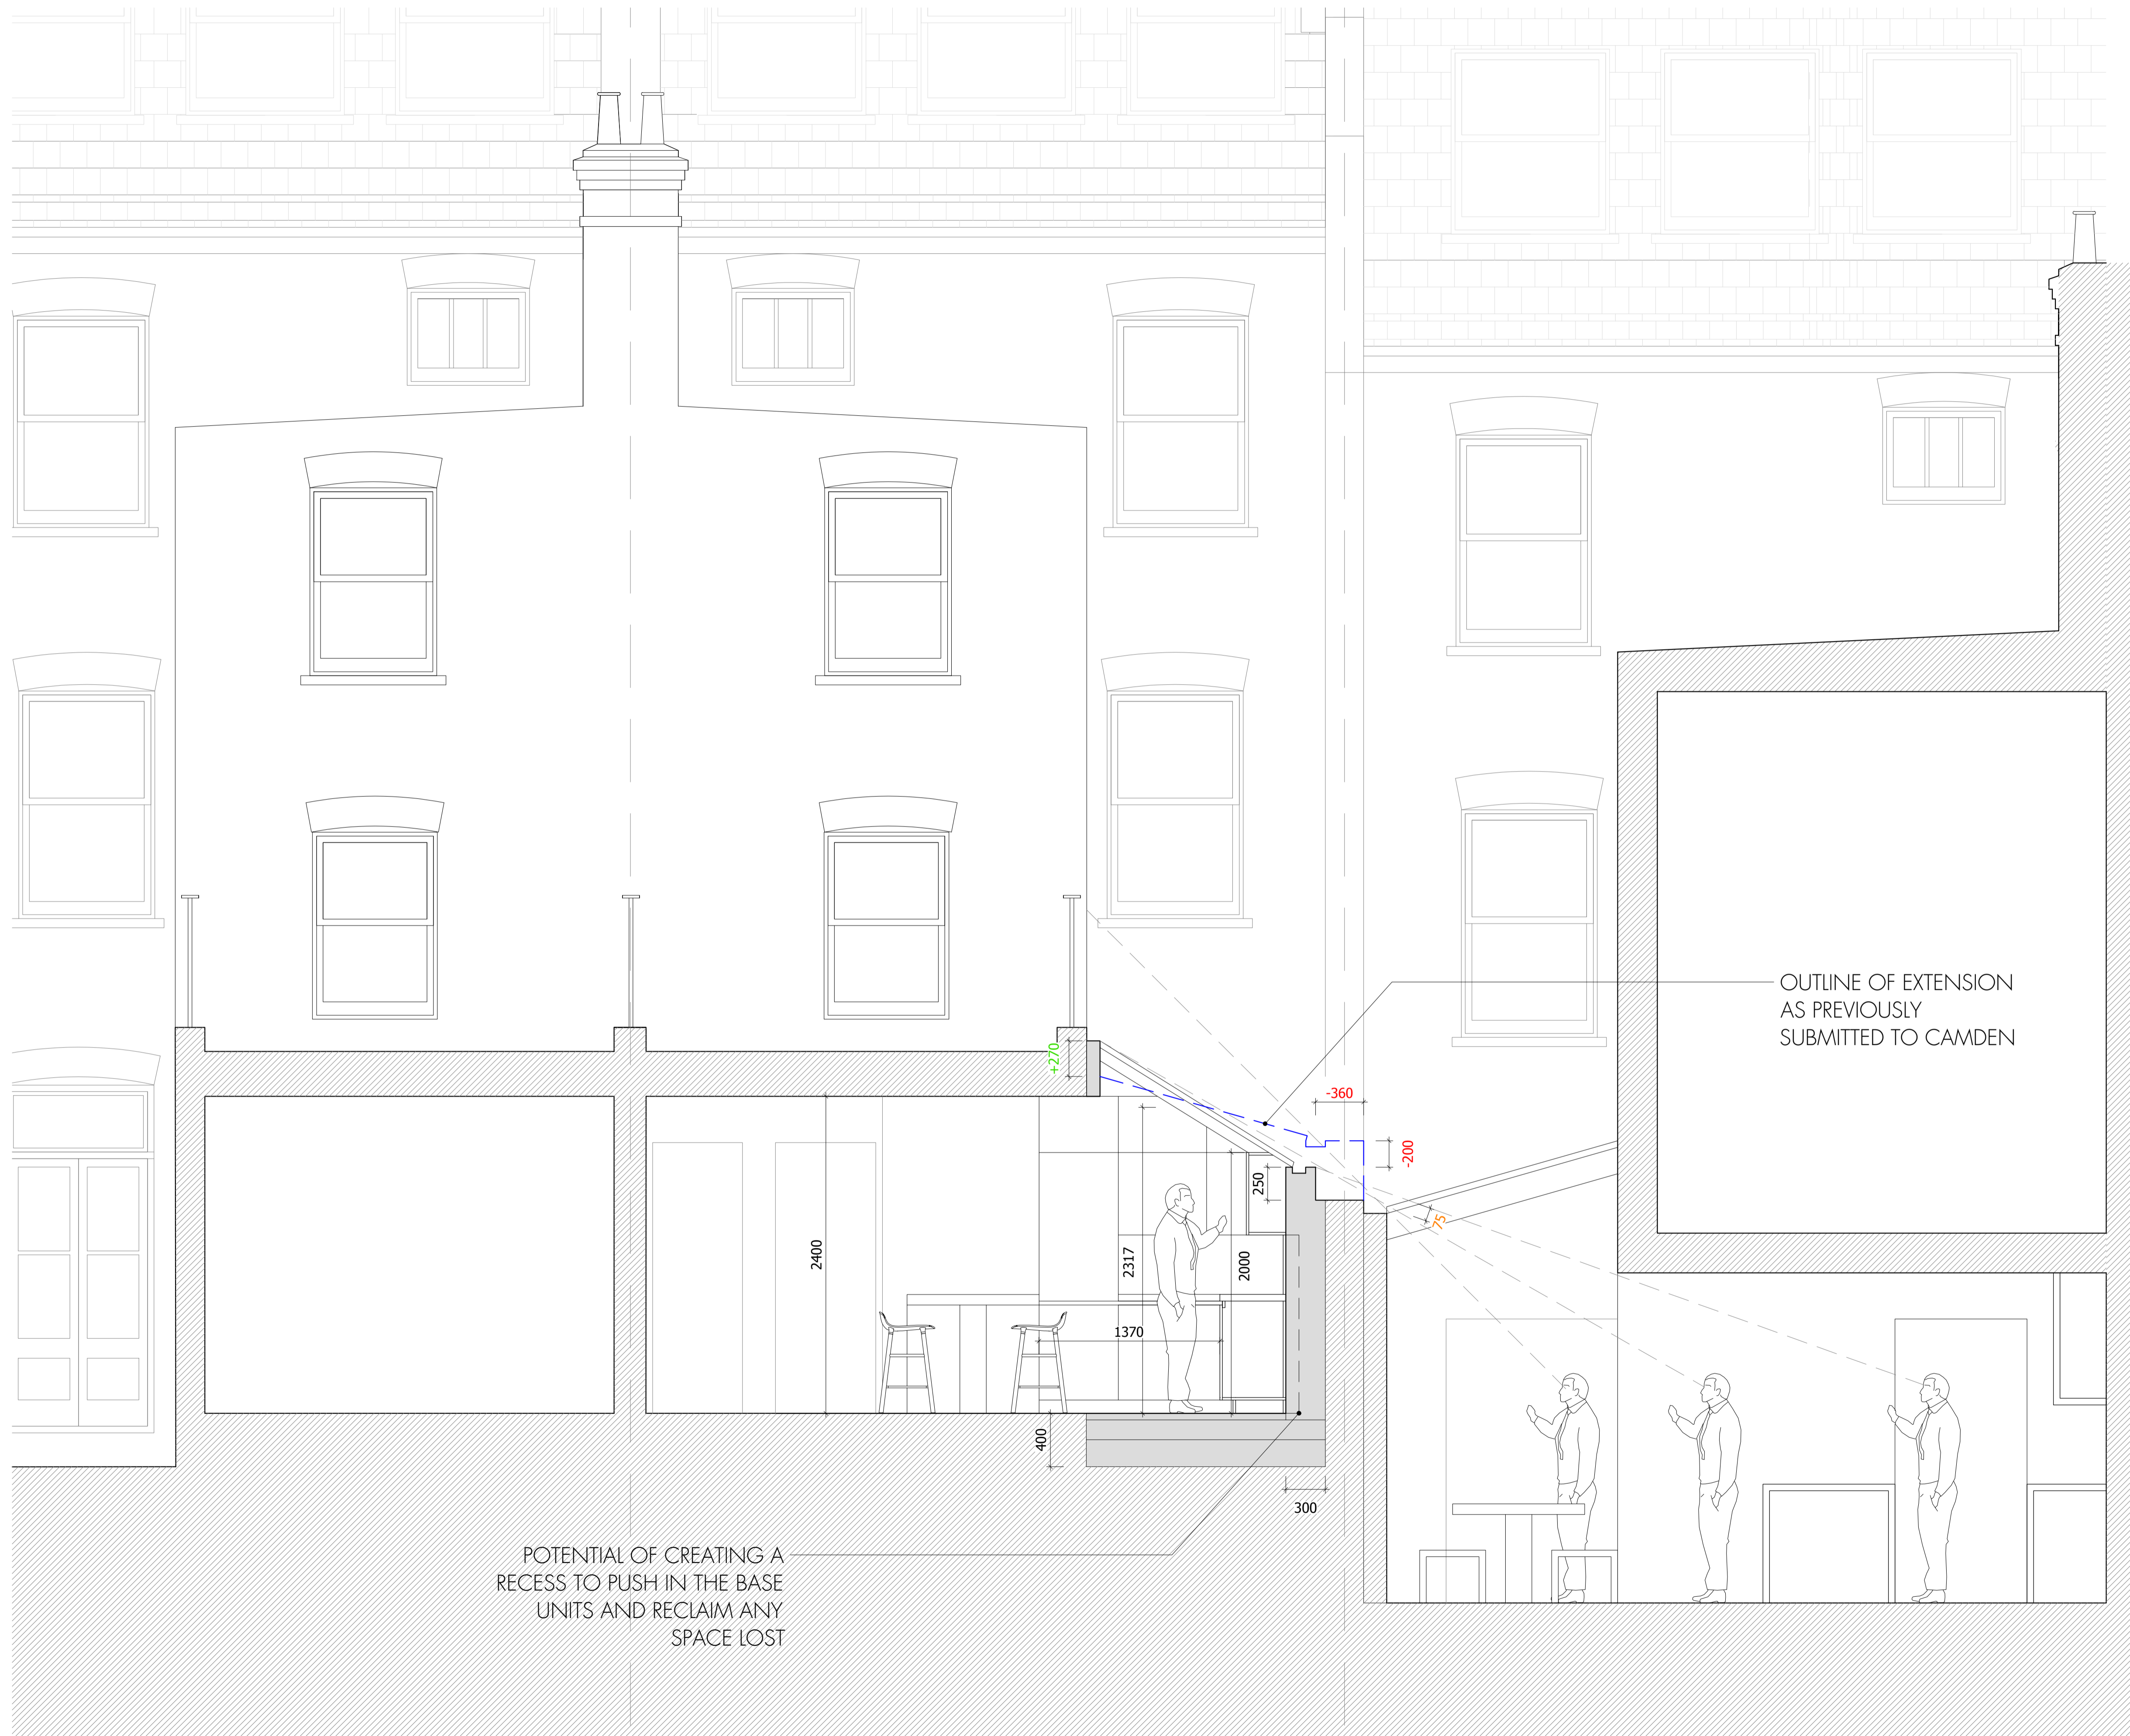 OUTLINE OF EXTENSION
AS PREVIOUSLY
SUBMITTED TO CAMDEN
+270
-360
-200
250
75
2400
2317
2000
1370
400
300
POTENTIAL OF CREATING A
RECESS TO PUSH IN THE BASE
UNITS AND RECLAIM ANY
SPACE LOST